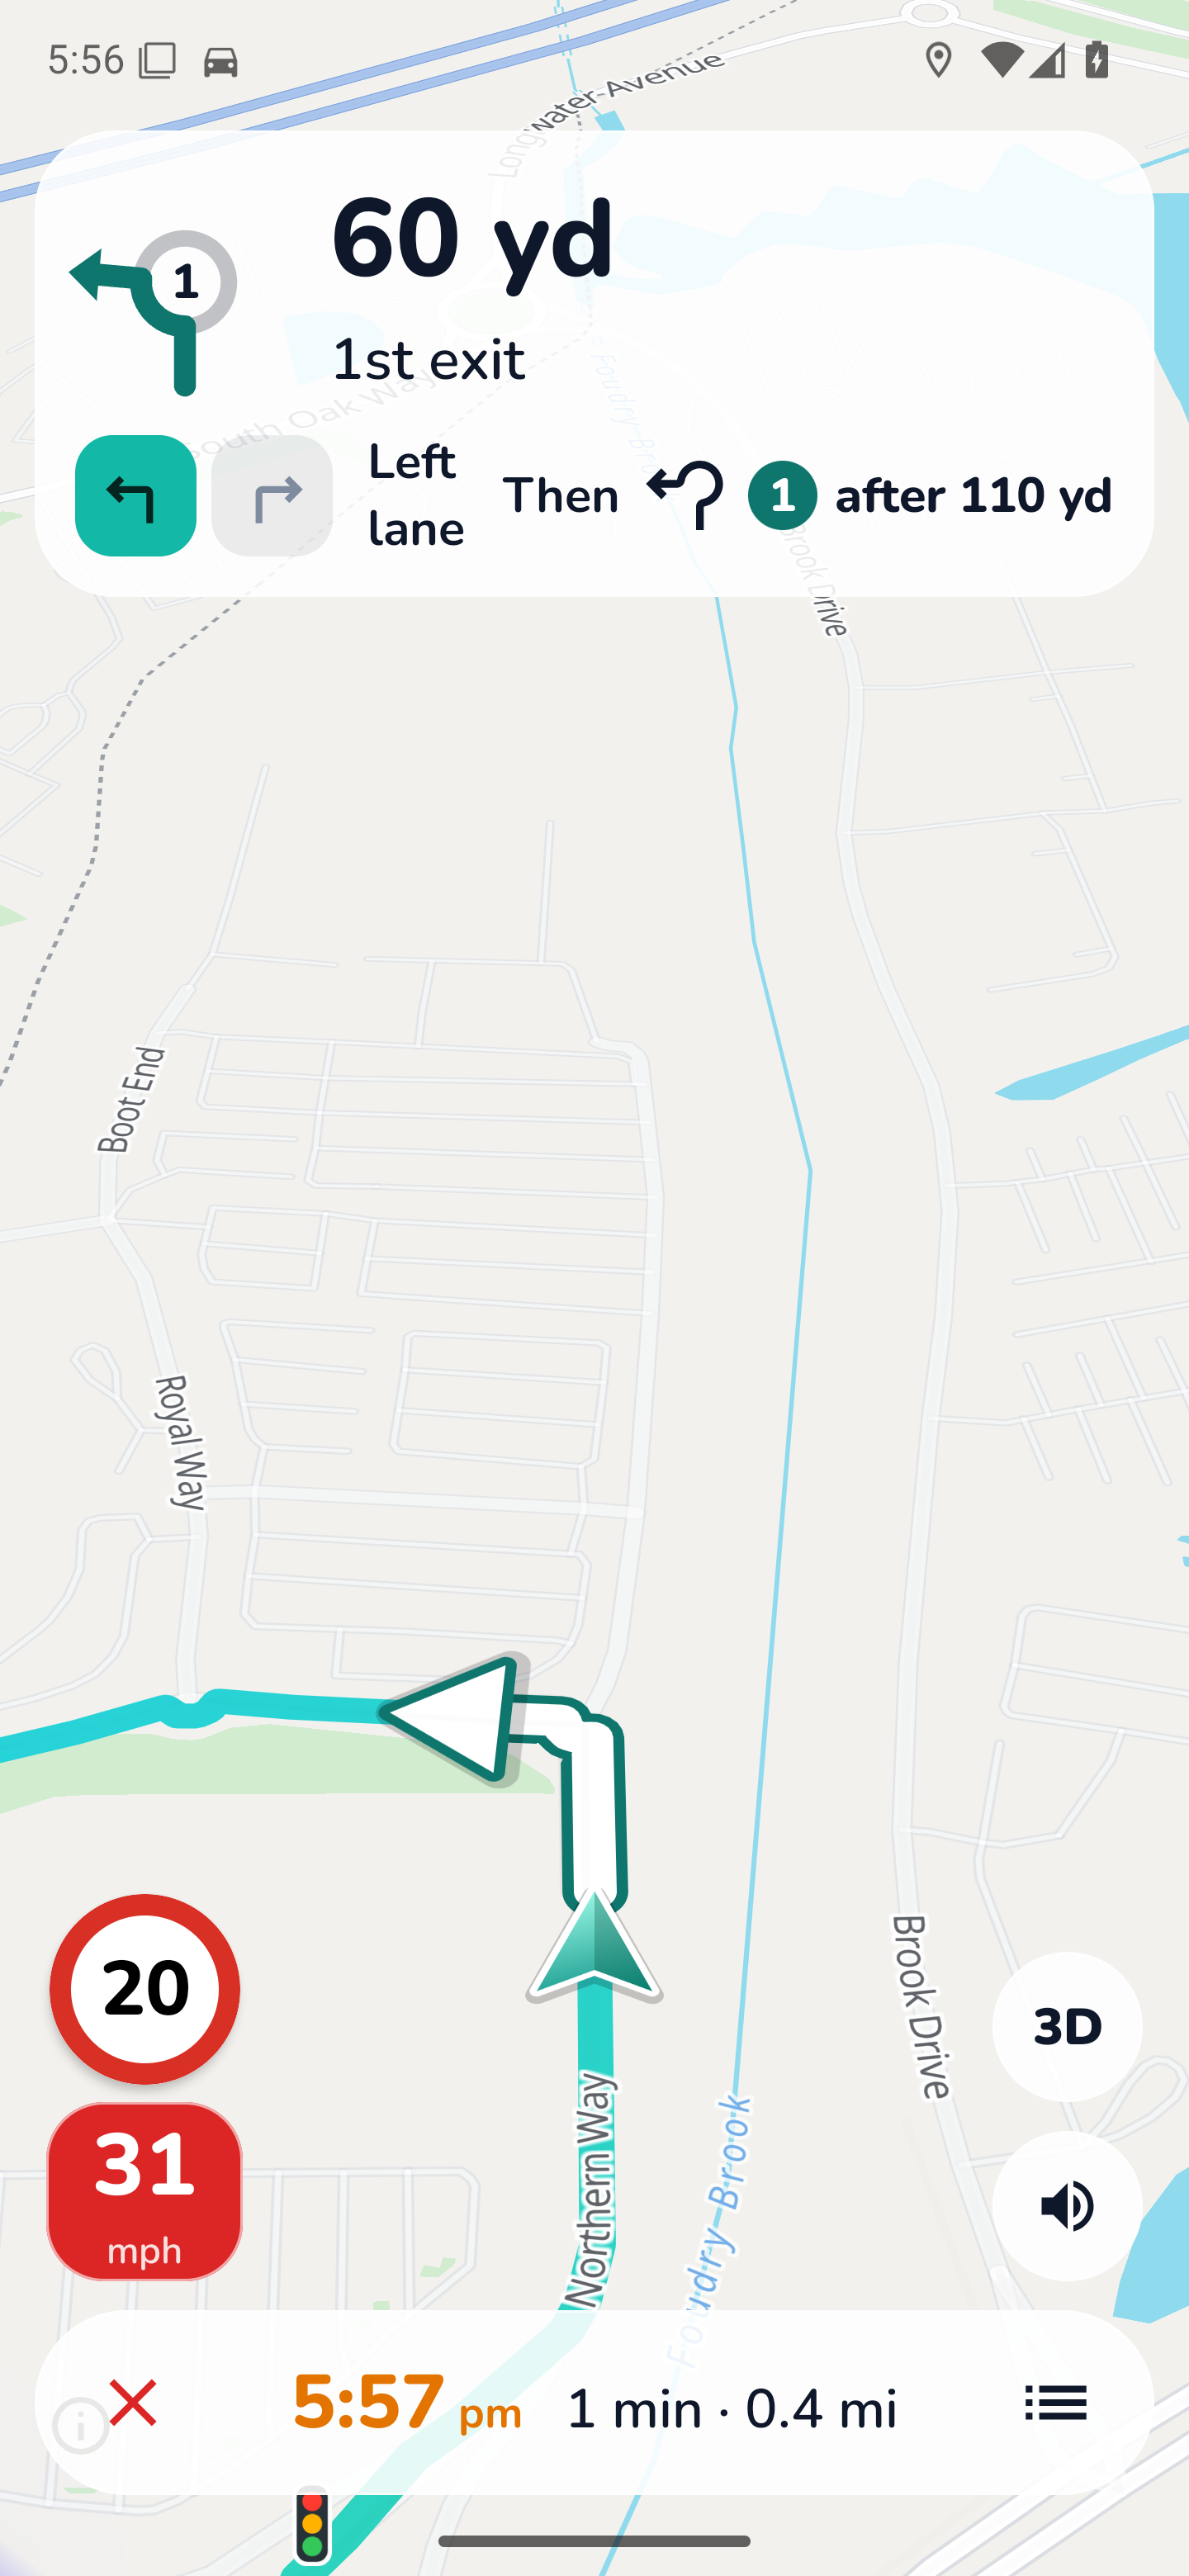 5:56
Longwater-Avenue
1
60 yd
1st exit
South Oak Way
Foundry-Bro
Left
lane
Then
1
after 110 yd
Brook Drive
Boot End
Royal Way
20
31
mph
Brook Drive
3D
Northern Way
Foudry-Brook
5:57 pm
1 min · 0.4 mi